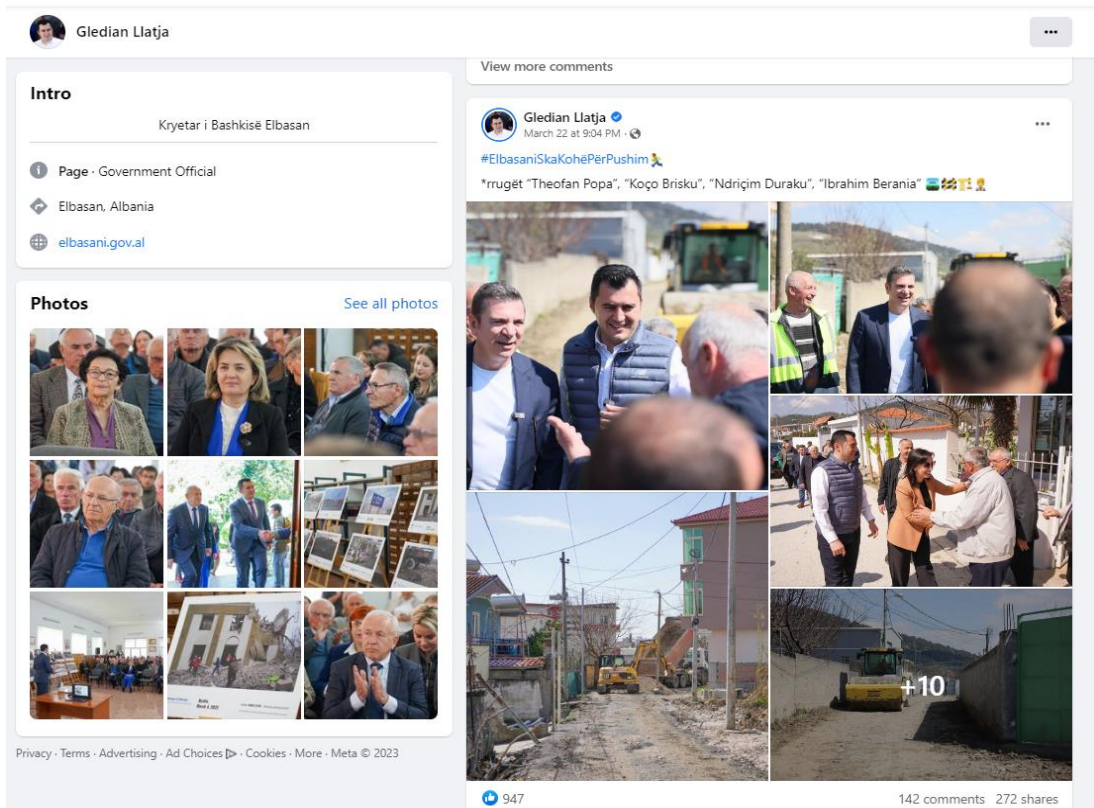 Gledian Llatja
Intro
Kryetar i Bashkisë Elbasan
Page · Government Official
Elbasan, Albania
elbasani.gov.al
Photos
See all photos
Privacy · Terms · Advertising · Ad Choices · Cookies · More · Meta © 2023
View more comments
Gledian Llatja
March 22 at 9:04 PM ·
#ElbasaniSkaKohëPërPushim
*rrugët “Theofan Popa”, “Koço Brisku”, “Ndriçim Duraku”, “Ibrahim Berania”
+10
947
142 comments 272 shares